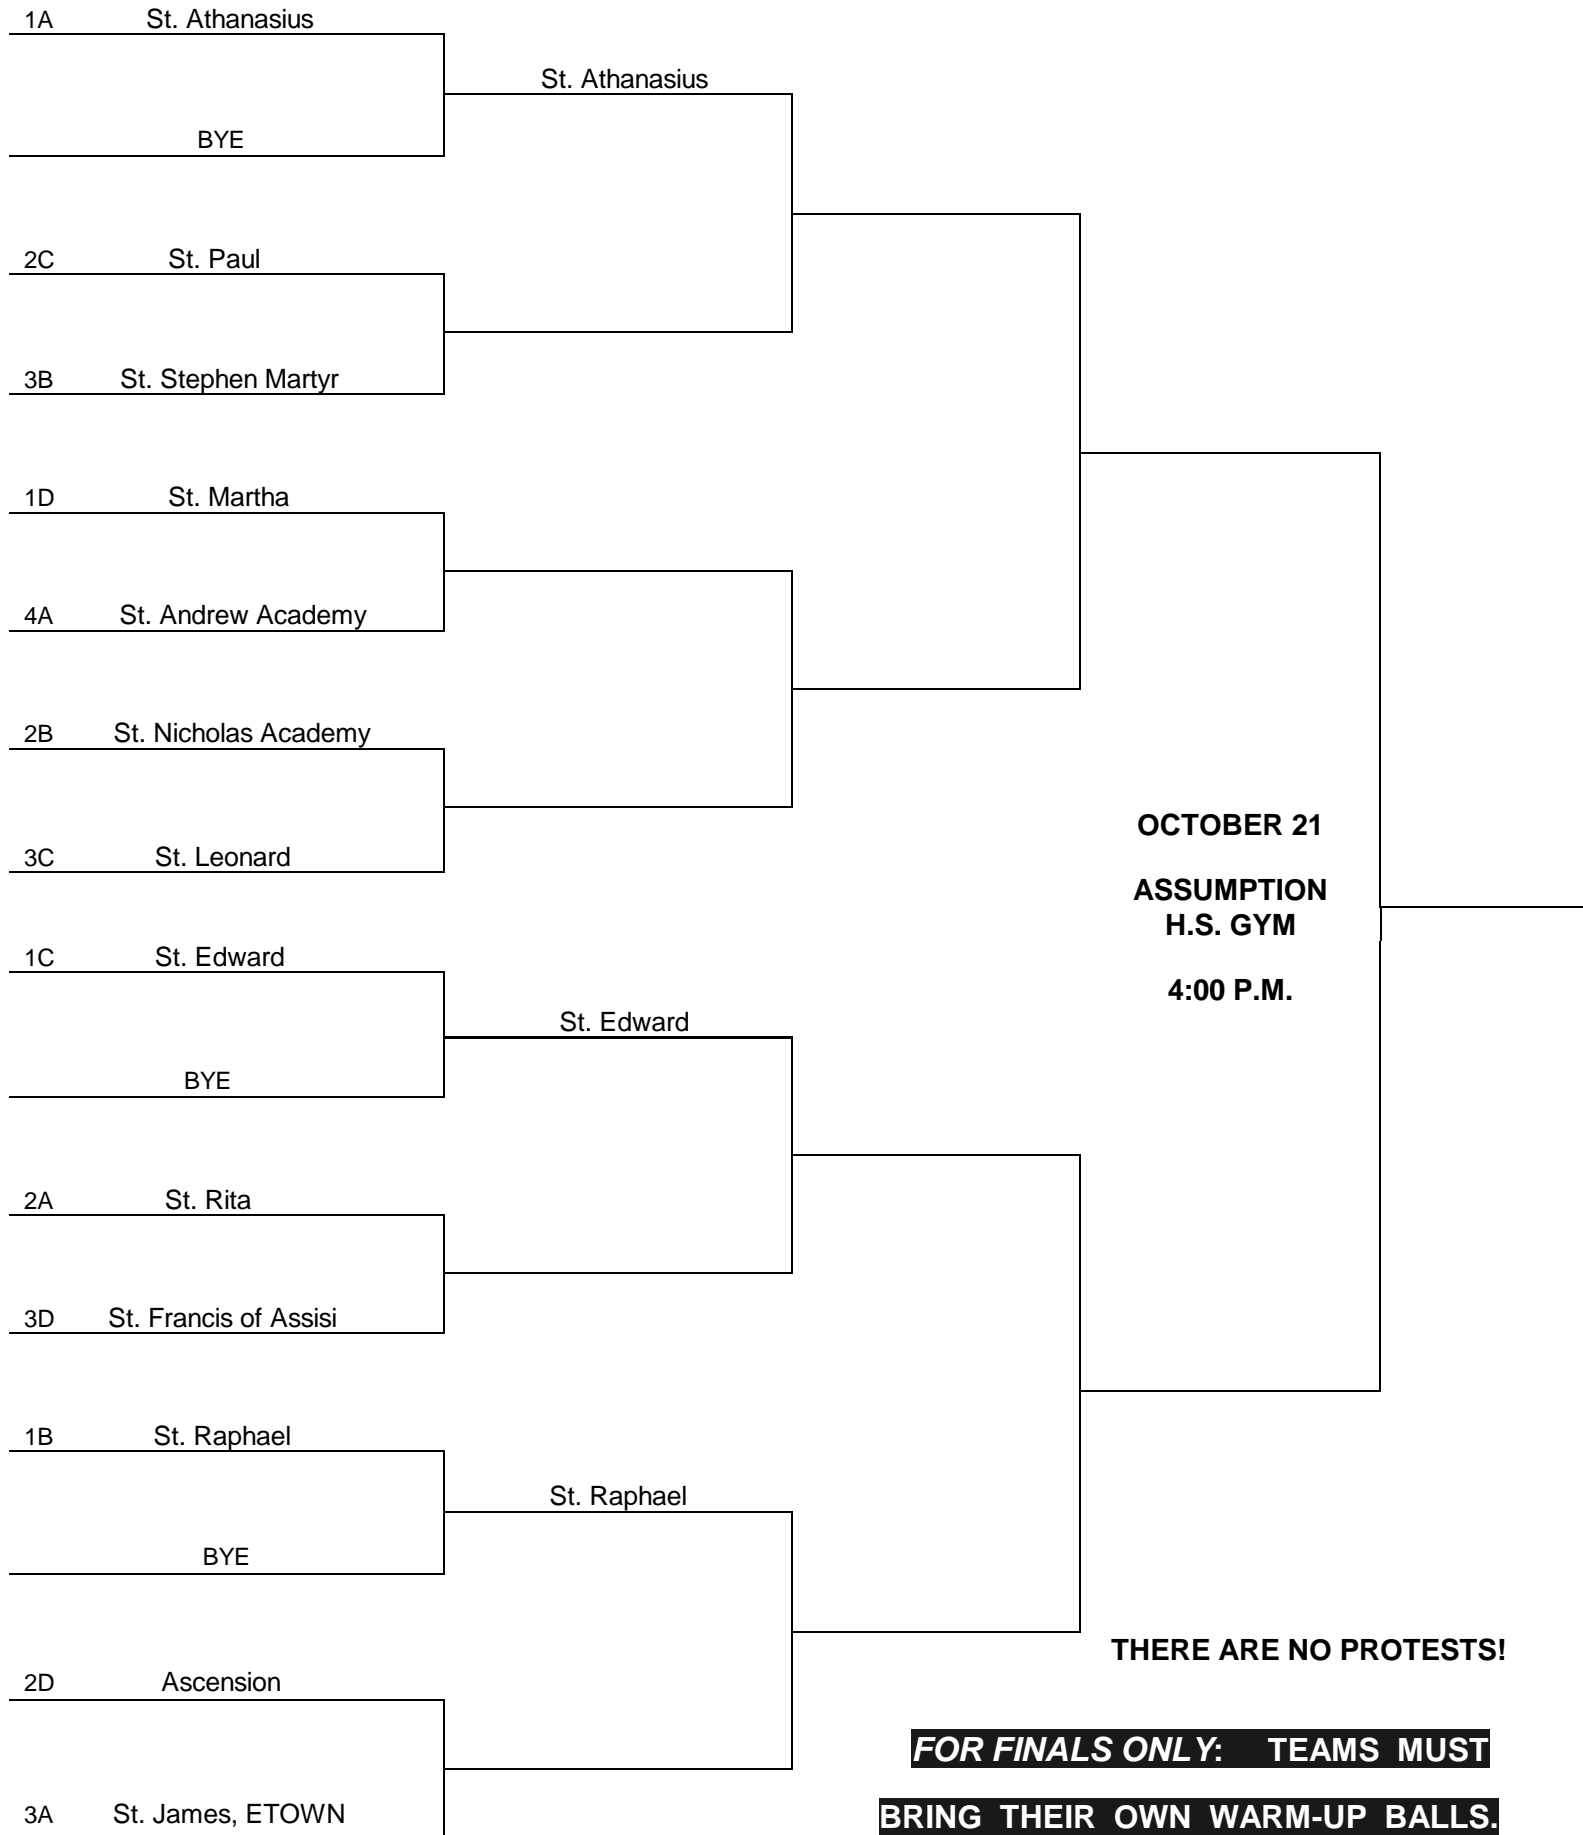 1A St. Athanasius
St. Athanasius
BYE
2C St. Paul
3B St. Stephen Martyr
1D St. Martha
4A St. Andrew Academy
2B St. Nicholas Academy
OCTOBER 21
3C St. Leonard
ASSUMPTION
H.S. GYM
1C St. Edward
4:00 P.M.
St. Edward
BYE
2A St. Rita
3D St. Francis of Assisi
1B St. Raphael
St. Raphael
BYE
THERE ARE NO PROTESTS!
2D Ascension
FOR FINALS ONLY: TEAMS MUST
3A St. James, ETOWN
BRING THEIR OWN WARM-UP BALLS.